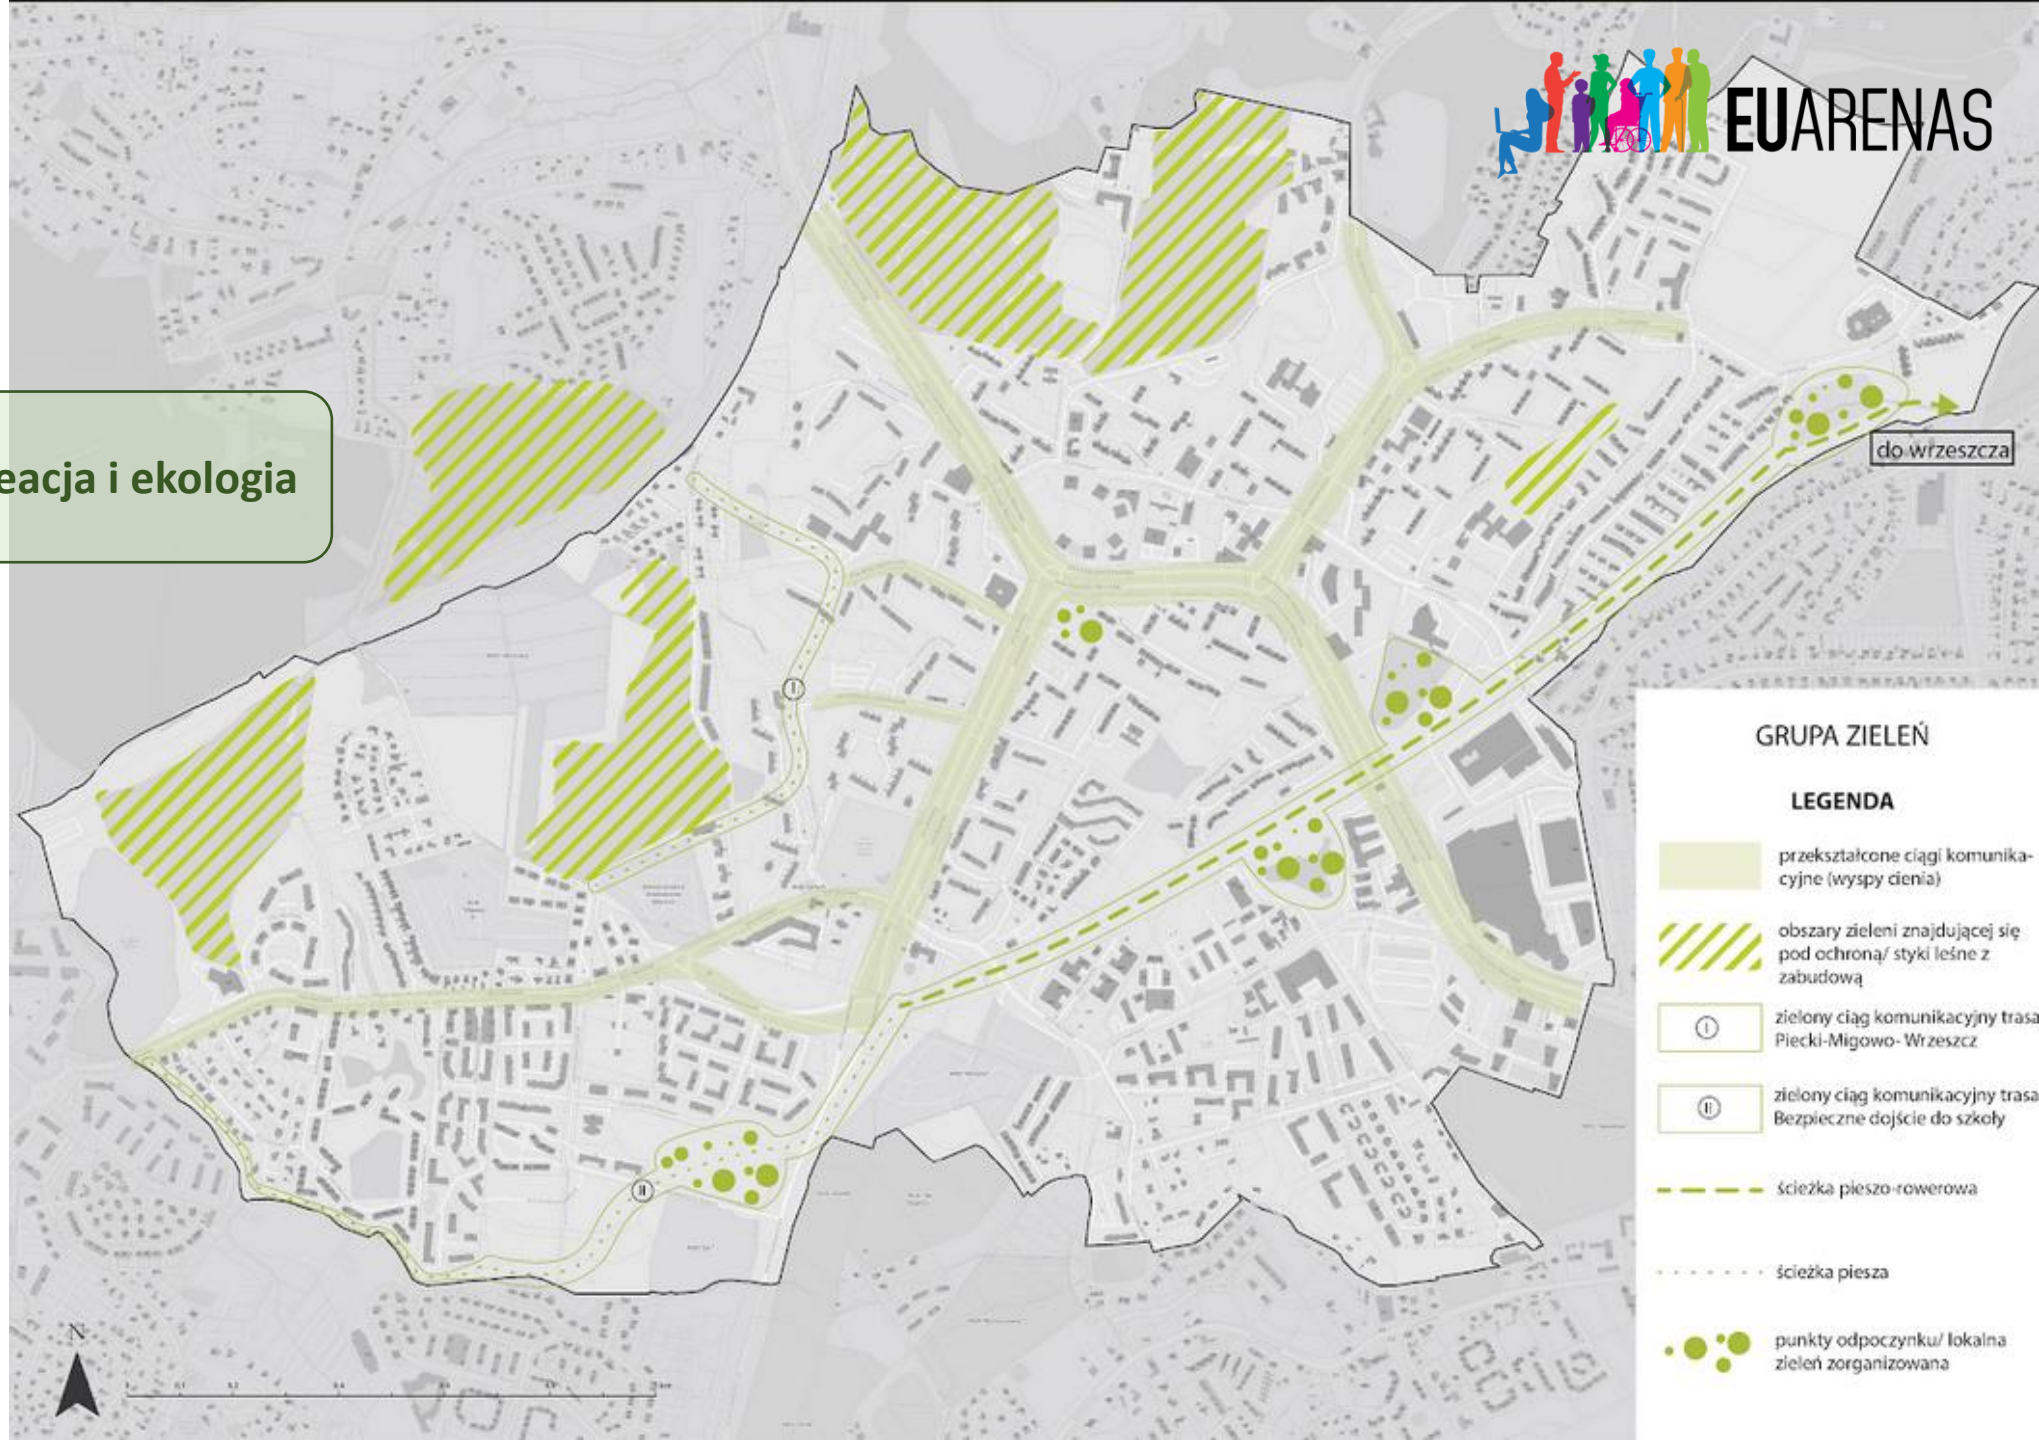 EUARENAS
eacja i ekologia
do wrzeszcza
I
II
N
GRUPA ZIELEŃ
LEGENDA
przekształcone ciągi komunika-
cyjne (wyspy cienia)
obszary zieleni znajdującej się
pod ochroną/ styki leśne z
zabudową
I
zielony ciąg komunikacyjny trasa
Piecki-Migowo- Wrzeszcz
II
zielony ciąg komunikacyjny trasa
Bezpieczne dojście do szkoły
ścieżka pieszo-rowerowa
ścieżka piesza
punkty odpoczynku/ lokalna
zieleń zorganizowana